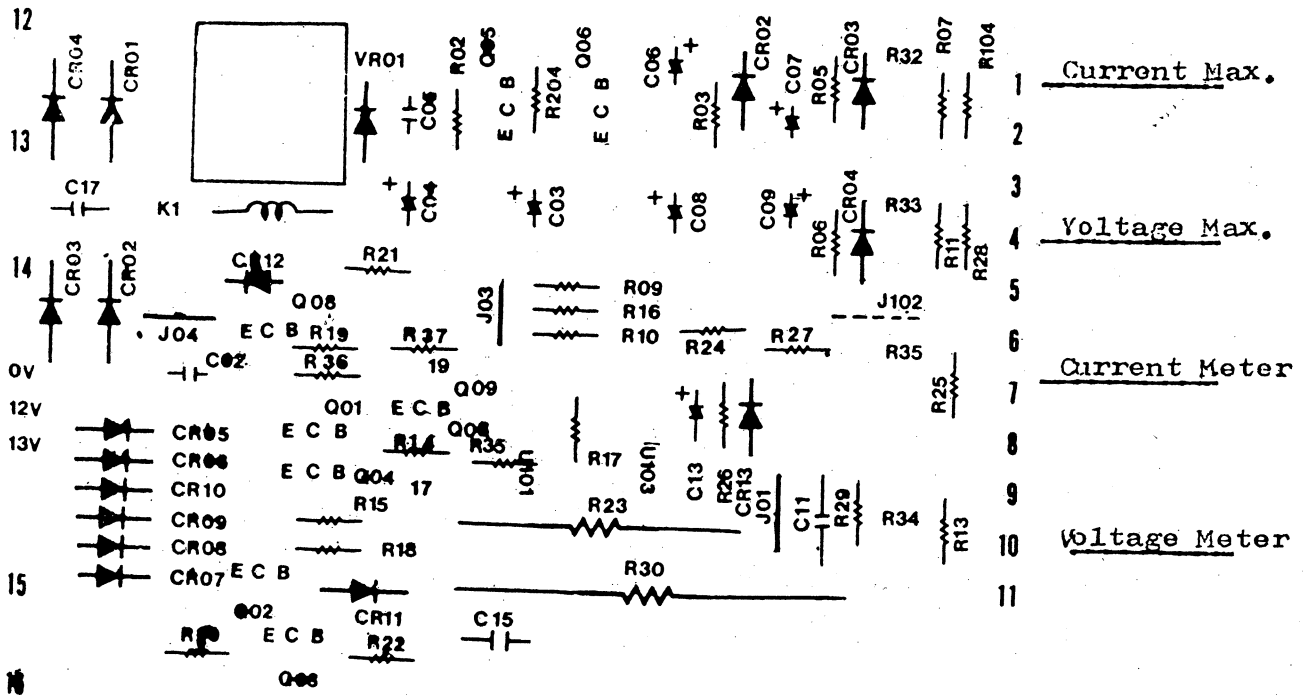 12
CR04
CR01
VR01
C05
R02
Q05
E C B
R204
Q06
E C B
C06
+
R03
CR02
C07
+
R05
CR03
R32
R07
R104
1
Current Max.
2
13
C17
K1
+
C04
+
C03
+
C08
C09
+
R06
CR04
R33
R11
R28
3
4
Voltage Max.
14
CR03
CR02
CR12
R21
Q08
E C B
J03
R09
R16
R10
J102
5
6
J04
R19
R37
R24
R27
R35
0V
C02
R36
19
Q09
R25
7
Current Meter
12V
Q01
E C B
+
13V
CR05
E C B
R14
R35
U101
R17
U103
C13
R26
CR13
8
CR06
E C B
Q04
17
CR10
R15
R23
J01
C11
R29
R34
R13
9
CR09
CR08
R18
10
Voltage Meter
CR07
E C B
R30
11
15
Q02
CR11
E C B
R22
C15